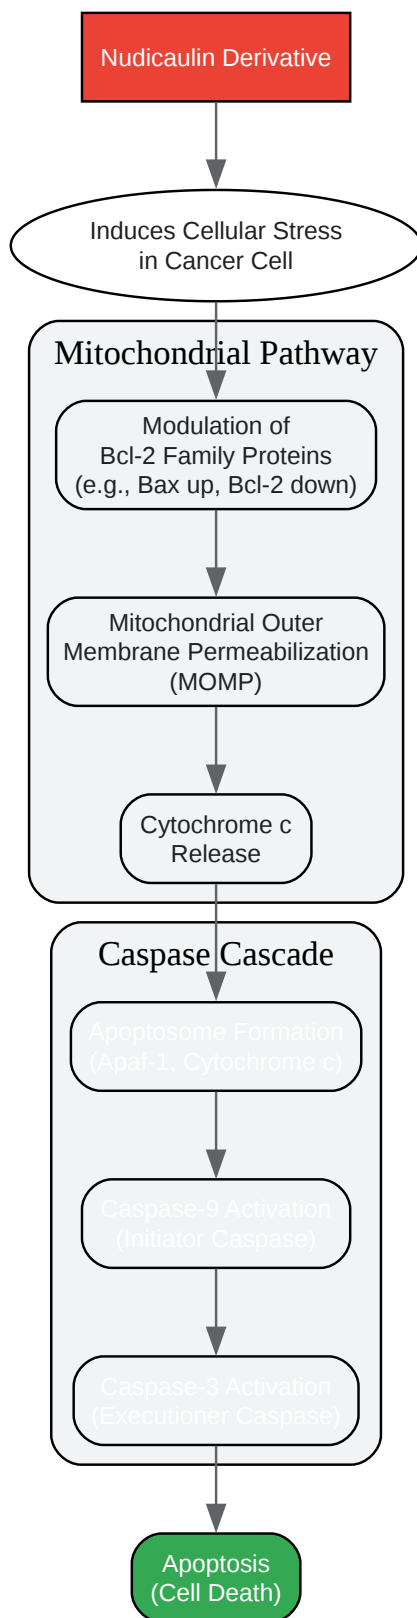 Nudicaulin Derivative
Induces Cellular Stress
in Cancer Cell
Mitochondrial Pathway
Modulation of
Bcl-2 Family Proteins
(e.g., Bax up, Bcl-2 down)
Mitochondrial Outer
Membrane Permeabilization
(MOMP)
Cytochrome c
Release
Caspase Cascade
Apoptosome Formation
(Apaf-1, Cytochrome c)
Caspase-9 Activation
(Initiator Caspase)
Caspase-3 Activation
(Executioner Caspase)
Apoptosis
(Cell Death)